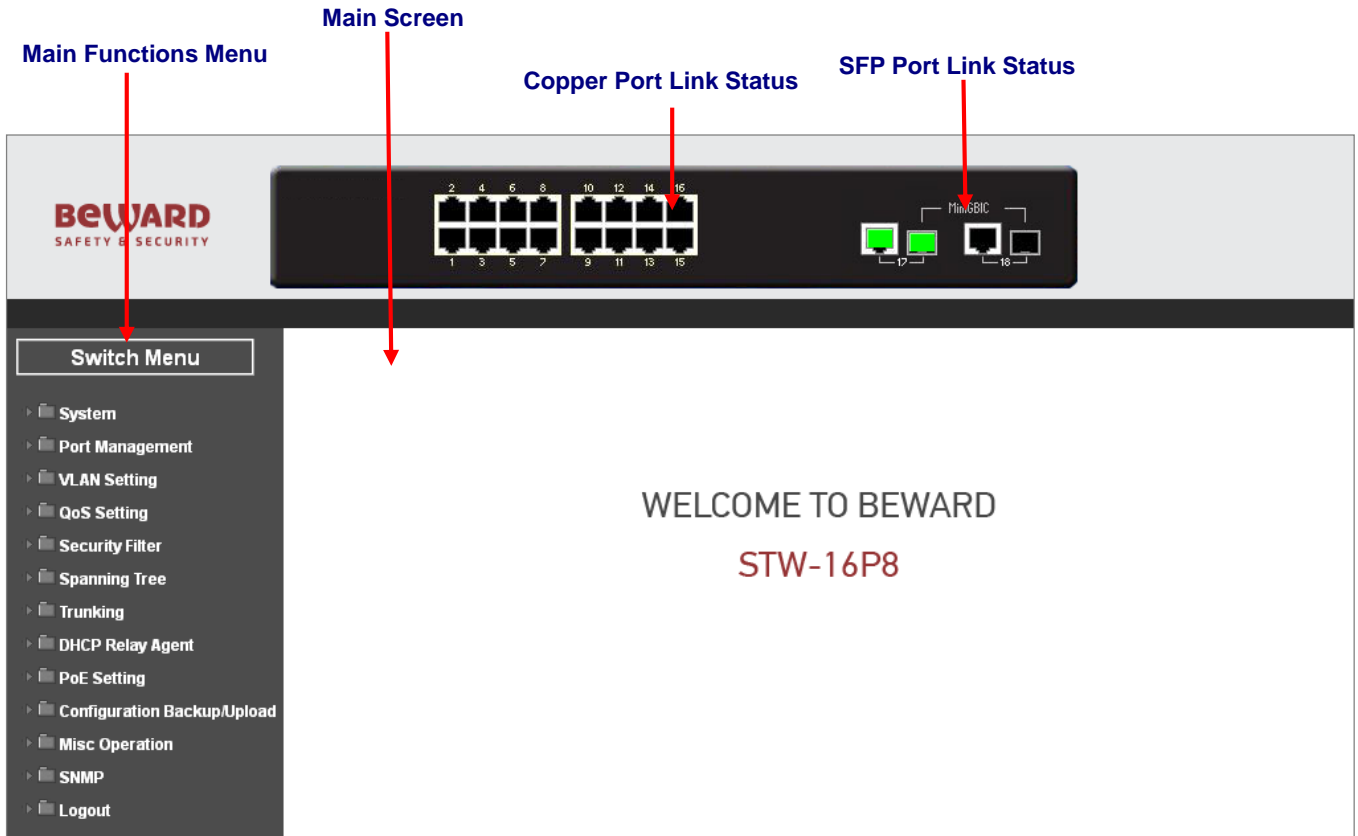 Main Screen
Main Functions Menu
Copper Port Link Status
SFP Port Link Status
BEWARD
SAFETY & SECURITY
2 4 6 8 10 12 14 16
MiniGBIC
1 3 5 7 9 11 13 15
17 18
Switch Menu
System
Port Management
VLAN Setting
QoS Setting
Security Filter
Spanning Tree
Trunking
DHCP Relay Agent
PoE Setting
Configuration Backup/Upload
Misc Operation
SNMP
Logout
WELCOME TO BEWARD
STW-16P8